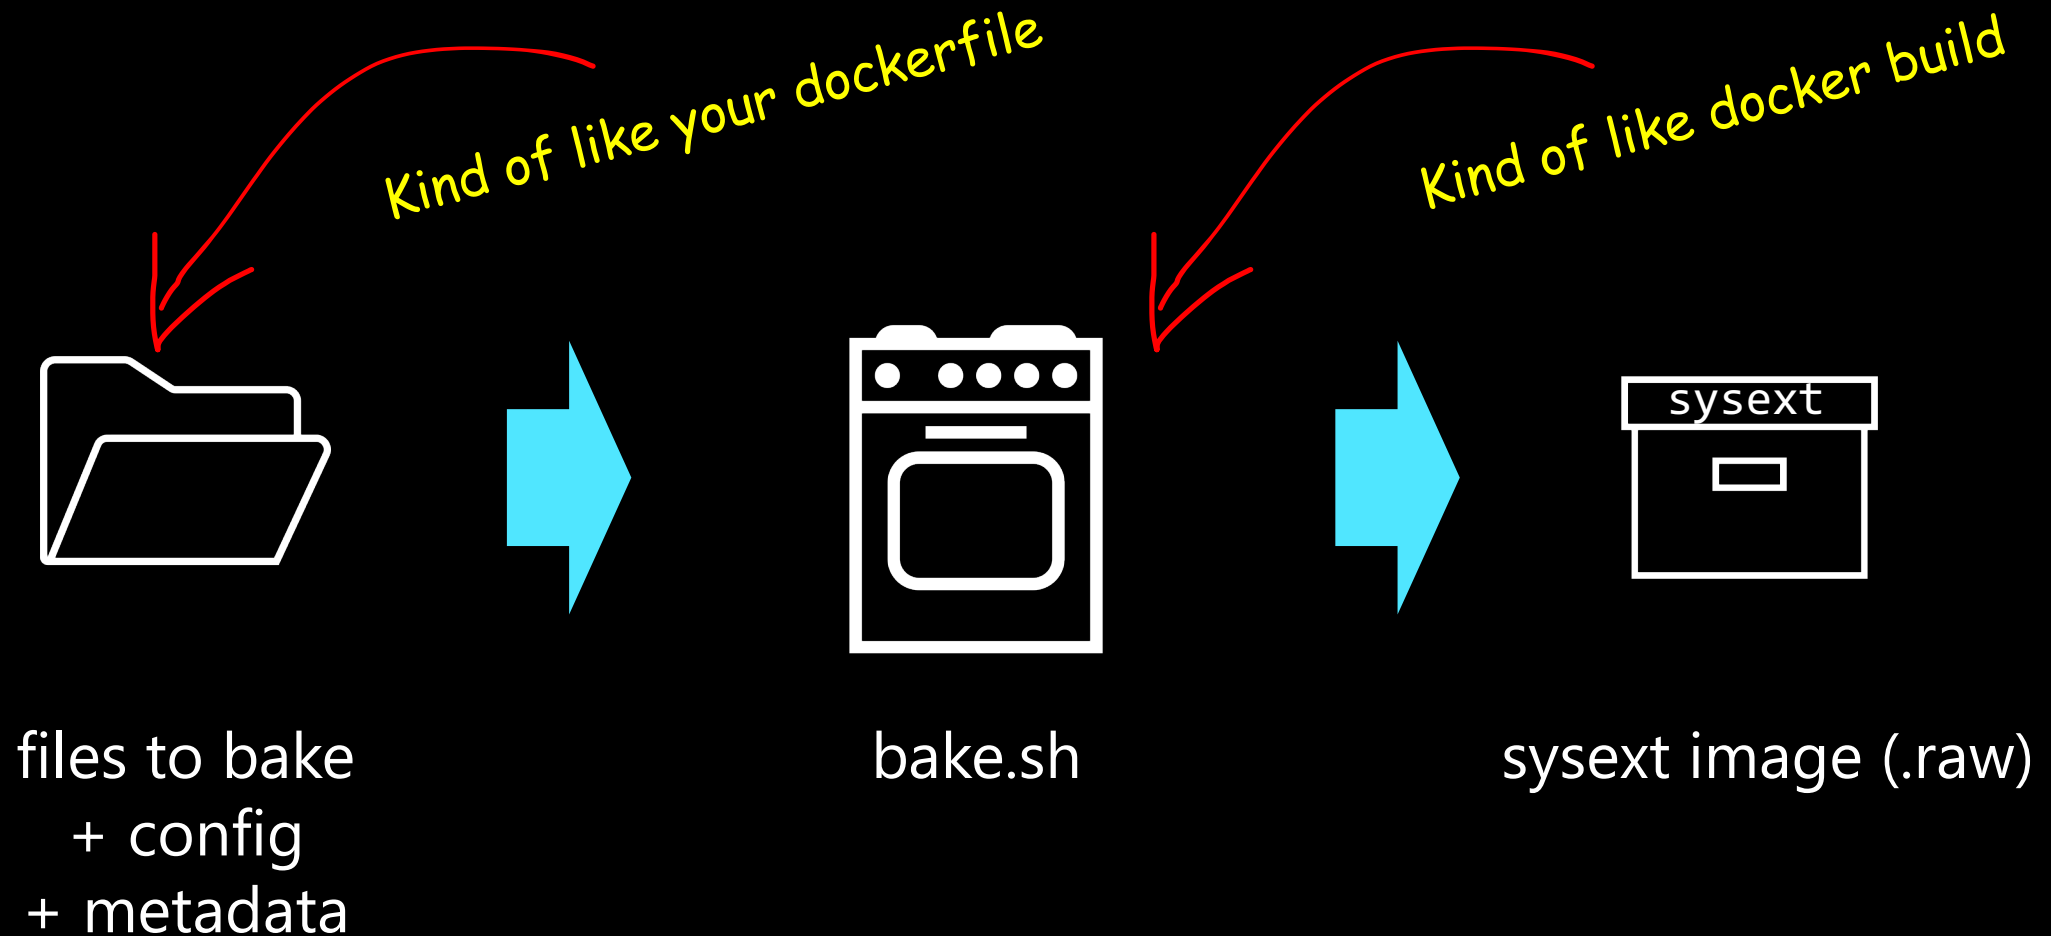 Kind of like your dockerfile
Kind of like docker build
sysext
files to bake
+ config
+ metadata
bake.sh
sysext image (.raw)